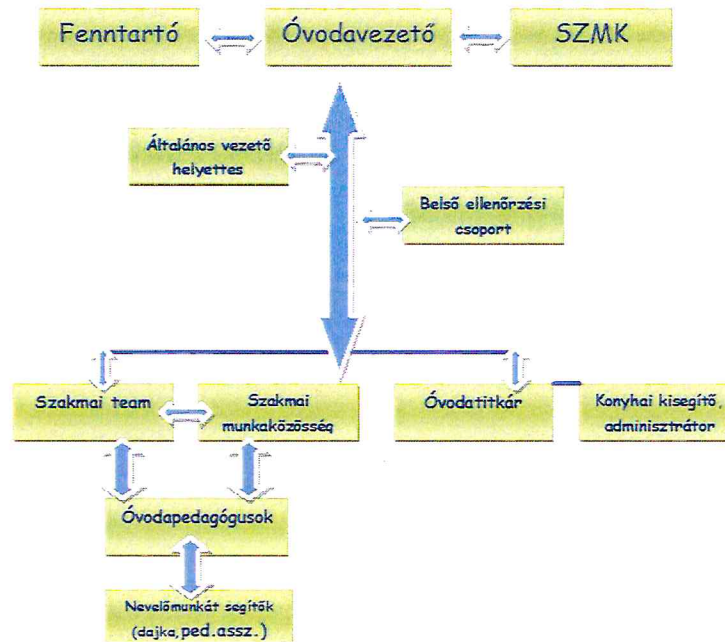 Fenntartó
Óvodavezető
SZMK
Általános vezető
helyettes
Belső ellenőrzési
csoport
Szakmai team
Szakmai
munkaközösség
Óvodatitkár
Konyhai kisegítő,
adminisztrátor
Óvodapedagógusok
Nevelőmunkát segítők
(dajka, ped.assz.)